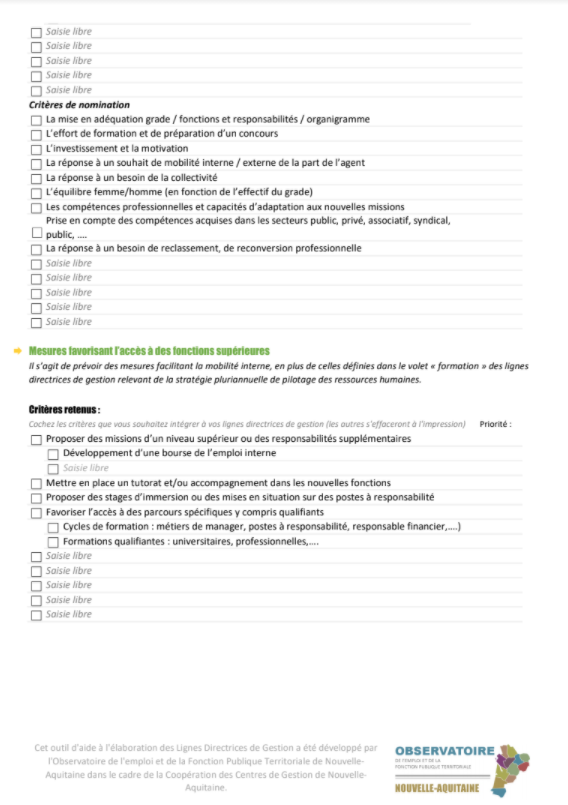 Saisie libre
Saisie libre
Saisie libre
Saisie libre
Saisie libre
Critères de nomination
La mise en adéquation grade / fonctions et responsabilités / organigramme
L'effort de formation et de préparation d'un concours
L'investissement et la motivation
La réponse à un souhait de mobilité interne / externe de la part de l'agent
La réponse à un besoin de la collectivité
L'équilibre femme/homme (en fonction de l'effectif du grade)
Les compétences professionnelles et capacités d'adaptation aux nouvelles missions
Prise en compte des compétences acquises dans les secteurs public, privé, associatif, syndical,
public, ....
La réponse à un besoin de reclassement, de reconversion professionnelle
Saisie libre
Saisie libre
Saisie libre
Saisie libre
Saisie libre
Mesures favorisant l'accès à des fonctions supérieures
Il s'agit de prévoir des mesures facilitant la mobilité interne, en plus de celles définies dans le volet « formation » des lignes
directrices de gestion relevant de la stratégie pluriannuelle de pilotage des ressources humaines.
Critères retenus :
Cochez les critères que vous souhaitez intégrer à vos lignes directrices de gestion (les autres s'effaceront à l'impression) Priorité :
Proposer des missions d'un niveau supérieur ou des responsabilités supplémentaires
Développement d'une bourse de l'emploi interne
Saisie libre
Mettre en place un tutorat et/ou accompagnement dans les nouvelles fonctions
Proposer des stages d'immersion ou des mises en situation sur des postes à responsabilité
Favoriser l'accès à des parcours spécifiques y compris qualifiants
Cycles de formation : métiers de manager, postes à responsabilité, responsable financier,....)
Formations qualifiantes : universitaires, professionnelles,....
Saisie libre
Saisie libre
Saisie libre
Saisie libre
Saisie libre
Cet outil d'aide à l'élaboration des Lignes Directrices de Gestion a été développé par
l'Observatoire de l'emploi et de la Fonction Publique Territoriale de Nouvelle-
Aquitaine dans le cadre de la Coopération des Centres de Gestion de Nouvelle-
Aquitaine.
OBSERVATOIRE
DE L'EMPLOI ET DE LA
FONCTION PUBLIQUE TERRITORIALE
NOUVELLE-AQUITAINE